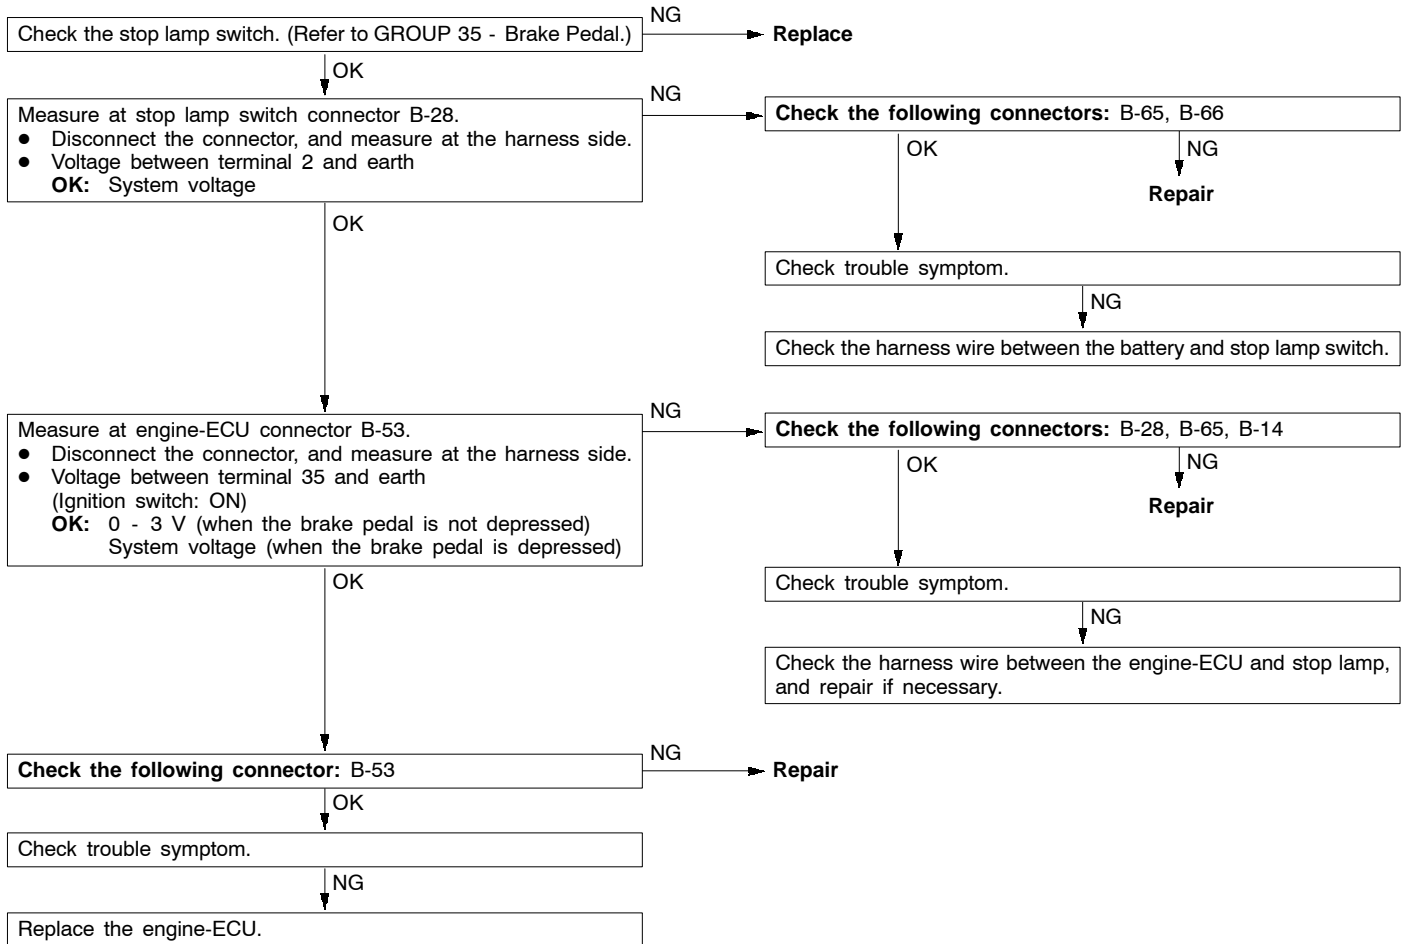 Check the stop lamp switch. (Refer to GROUP 35 - Brake Pedal.)
NG
Replace
OK
Measure at stop lamp switch connector B-28.
● Disconnect the connector, and measure at the harness side.
● Voltage between terminal 2 and earth
OK: System voltage
NG
Check the following connectors: B-65, B-66
OK
NG
Repair
Check trouble symptom.
NG
Check the harness wire between the battery and stop lamp switch.
OK
Measure at engine-ECU connector B-53.
● Disconnect the connector, and measure at the harness side.
● Voltage between terminal 35 and earth
(Ignition switch: ON)
OK: 0 - 3 V (when the brake pedal is not depressed)
System voltage (when the brake pedal is depressed)
NG
Check the following connectors: B-28, B-65, B-14
OK
NG
Repair
Check trouble symptom.
NG
Check the harness wire between the engine-ECU and stop lamp,
and repair if necessary.
OK
Check the following connector: B-53
NG
Repair
OK
Check trouble symptom.
NG
Replace the engine-ECU.